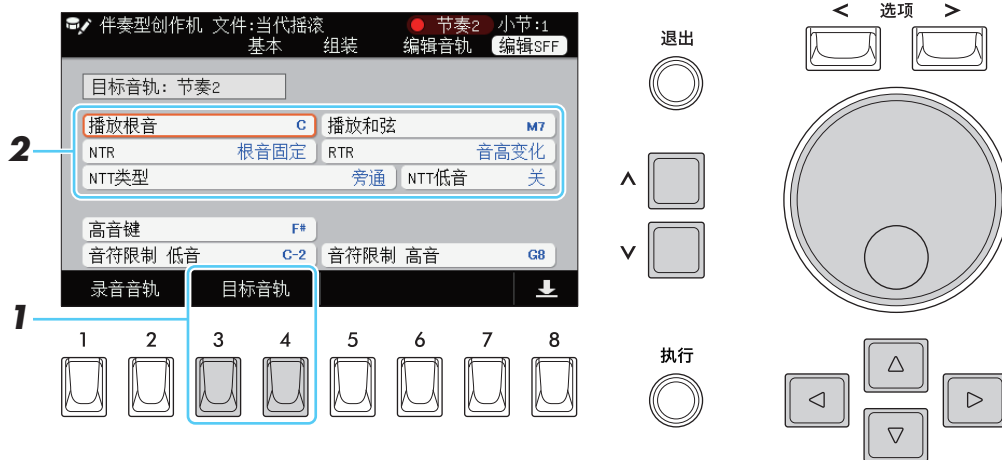 伴奏型创作机 文件:当代摇滚 节奏2 小节:1
基本 组装 编辑音轨 编辑SFF
目标音轨: 节奏2
播放根音 C 播放和弦 M7
NTR 根音固定 RTR 音高变化
NTT类型 旁通 NTT低音 关
高音键 F#
音符限制 低音 C-2 音符限制 高音 G8
录音音轨 目标音轨
1
2
1 2 3 4 5 6 7 8
退出
< 选项 >
∧
∨
执行